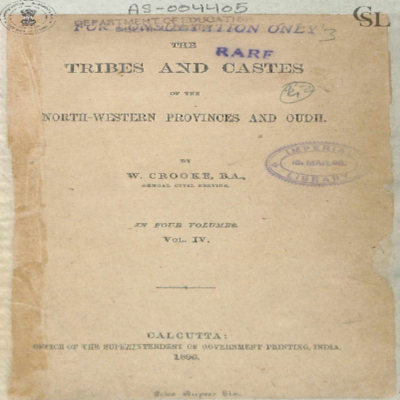 AS-004405
GSL
DEPARTMENT OF EDUCATION
FOR CONSULTATION ONLY
3
THE
RARE
TRIBES AND CASTES
OF THE
NORTH-WESTERN PROVINCES AND OUDH.
BY
IMPERIAL
W. CROOKE, B.A.,
LIBRARY
BENGAL CIVIL SERVICE.
IN FOUR VOLUMES.
VOL. IV.
CALCUTTA:
OFFICE OF THE SUPERINTENDENT OF GOVERNMENT PRINTING, INDIA.
1896.